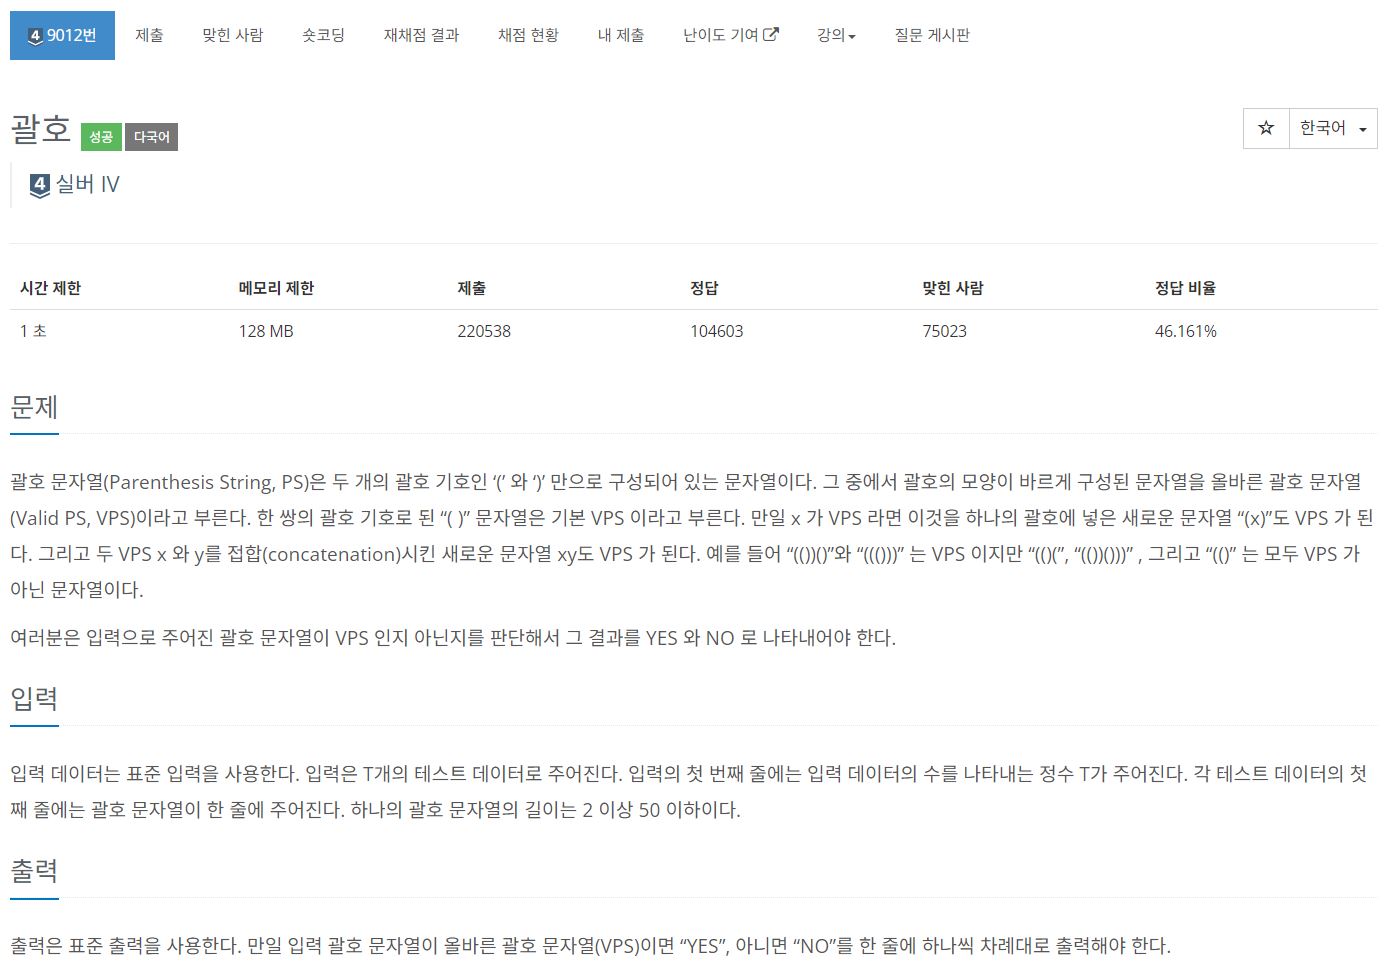 4 9012번 제출 맞힌 사람 숏코딩 재채점 결과 채점 현황 내 제출 난이도 기여 강의 질문 게시판
괄호 성공 다국어 한국어
4 실버 IV
시간 제한 메모리 제한 제출 정답 맞힌 사람 정답 비율
1 초 128 MB 220538 104603 75023 46.161%
문제
괄호 문자열(Parenthesis String, PS)은 두 개의 괄호 기호인 ‘(’ 와 ‘)’ 만으로 구성되어 있는 문자열이다. 그 중에서 괄호의 모양이 바르게 구성된 문자열을 올바른 괄호 문자열
(Valid PS, VPS)이라고 부른다. 한 쌍의 괄호 기호로 된 “( )” 문자열은 기본 VPS 이라고 부른다. 만일 x 가 VPS 라면 이것을 하나의 괄호에 넣은 새로운 문자열 “(x)”도 VPS 가 된
다. 그리고 두 VPS x 와 y를 접합(concatenation)시킨 새로운 문자열 xy도 VPS 가 된다. 예를 들어 “(())()”와 “((()))” 는 VPS 이지만 “(()(”, “(())()))” , 그리고 “(()” 는 모두 VPS 가
아닌 문자열이다.
여러분은 입력으로 주어진 괄호 문자열이 VPS 인지 아닌지를 판단해서 그 결과를 YES 와 NO 로 나타내어야 한다.
입력
입력 데이터는 표준 입력을 사용한다. 입력은 T개의 테스트 데이터로 주어진다. 입력의 첫 번째 줄에는 입력 데이터의 수를 나타내는 정수 T가 주어진다. 각 테스트 데이터의 첫
째 줄에는 괄호 문자열이 한 줄에 주어진다. 하나의 괄호 문자열의 길이는 2 이상 50 이하이다.
출력
출력은 표준 출력을 사용한다. 만일 입력 괄호 문자열이 올바른 괄호 문자열(VPS)이면 “YES”, 아니면 “NO”를 한 줄에 하나씩 차례대로 출력해야 한다.